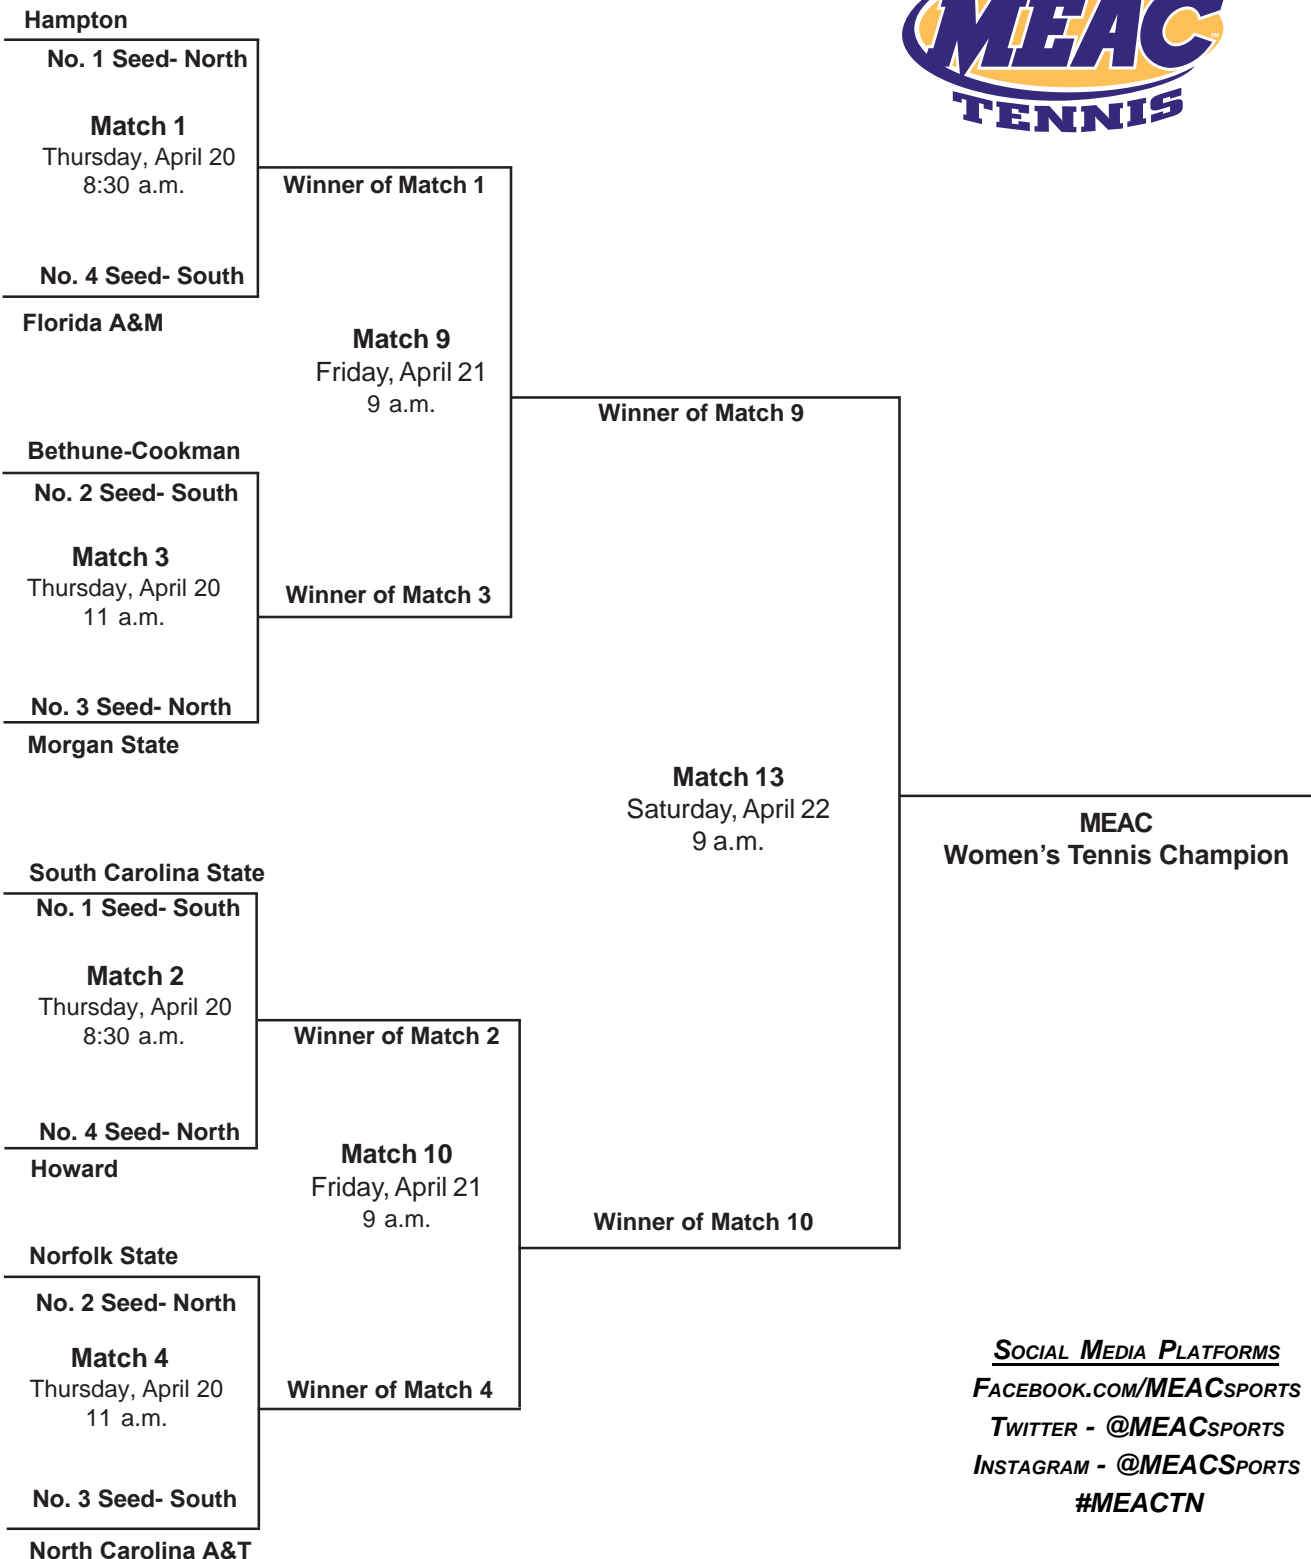 MEAC
TENNIS
Hampton
No. 1 Seed- North
Match 1
Thursday, April 20
8:30 a.m.
No. 4 Seed- South
Florida A&M
Winner of Match 1
Match 9
Friday, April 21
9 a.m.
Bethune-Cookman
No. 2 Seed- South
Match 3
Thursday, April 20
11 a.m.
No. 3 Seed- North
Morgan State
Winner of Match 3
Winner of Match 9
Match 13
Saturday, April 22
9 a.m.
MEAC
Women’s Tennis Champion
South Carolina State
No. 1 Seed- South
Match 2
Thursday, April 20
8:30 a.m.
No. 4 Seed- North
Howard
Winner of Match 2
Match 10
Friday, April 21
9 a.m.
Winner of Match 10
Norfolk State
No. 2 Seed- North
Match 4
Thursday, April 20
11 a.m.
No. 3 Seed- South
North Carolina A&T
Winner of Match 4
Social Media Platforms
Facebook.com/MEACsports
Twitter - @MEACsports
Instagram - @MEACSports
#MEACTN